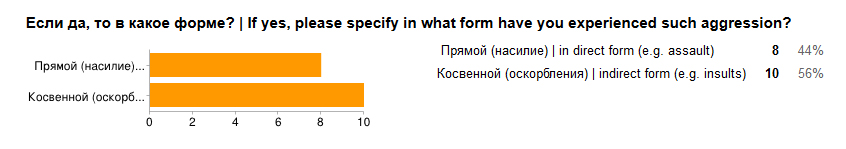 Если да, то в какое форме? | If yes, please specify in what form have you experienced such aggression?
Прямой (насилие)...
Косвенной (оскорб...
0 2 4 6 8 10
Прямой (насилие) | in direct form (e.g. assault) 8 44%
Косвенной (оскорбления) | indirect form (e.g. insults) 10 56%